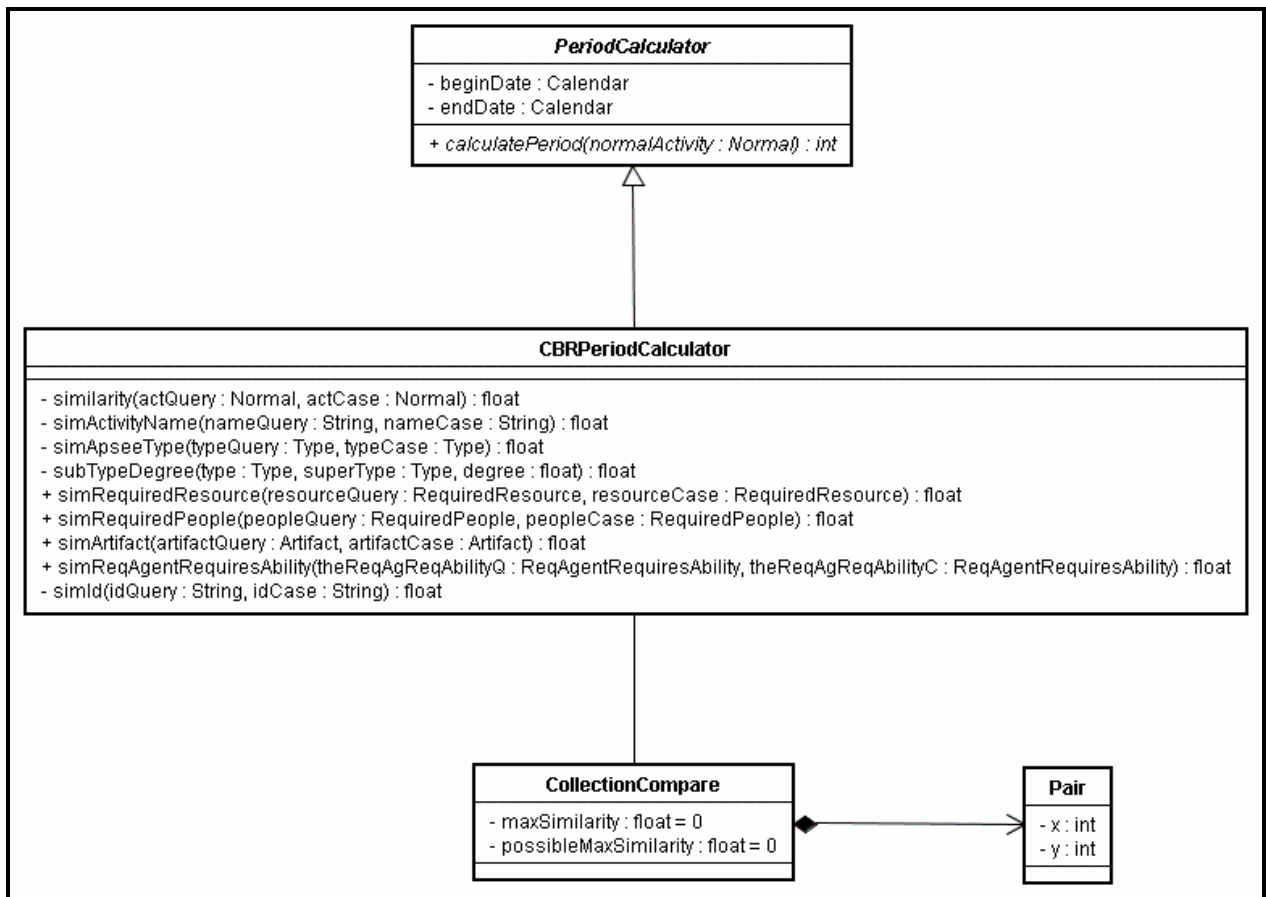 PeriodCalculator
- beginDate : Calendar
- endDate : Calendar
+ calculatePeriod(normalActivity : Normal) : int
CBRPeriodCalculator
- similarity(actQuery : Normal, actCase : Normal) : float
- simActivityName(nameQuery : String, nameCase : String) : float
- simApseeType(typeQuery : Type, typeCase : Type) : float
- subTypeDegree(type : Type, superType : Type, degree : float) : float
+ simRequiredResource(resourceQuery : RequiredResource, resourceCase : RequiredResource) : float
+ simRequiredPeople(peopleQuery : RequiredPeople, peopleCase : RequiredPeople) : float
+ simArtifact(artifactQuery : Artifact, artifactCase : Artifact) : float
+ simReqAgentRequiresAbility(theReqAgReqAbilityQ : ReqAgentRequiresAbility, theReqAgReqAbilityC : ReqAgentRequiresAbility) : float
- simId(idQuery : String, idCase : String) : float
CollectionCompare
- maxSimilarity : float = 0
- possibleMaxSimilarity : float = 0
Pair
- x : int
- y : int